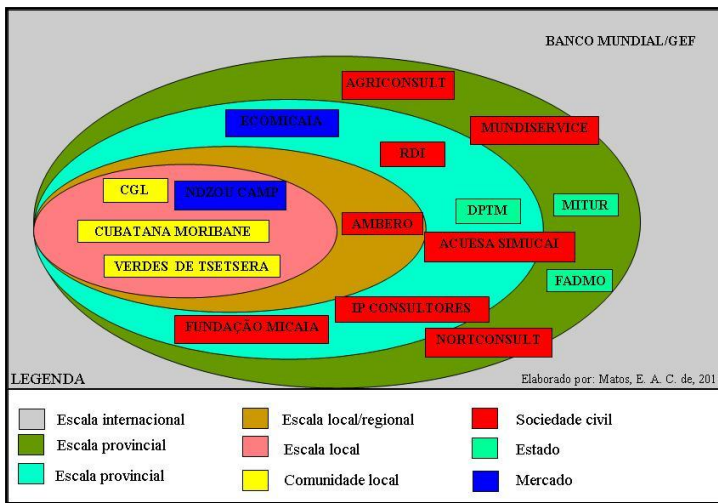 BANCO MUNDIAL/GEF
AGRICONSULT
ECOMICAIA
MUNDISERVICE
RDI
CGL
NDZOU CAMP
DPTM
MITUR
CUBATANA MORIBANE
AMBERO
ACUESA SIMUCAI
VERDES DE TSETSERA
FADMO
IP CONSULTORES
FUNDAÇÃO MICAIA
NORTCONSULT
LEGENDA
Elaborado por: Matos, E. A. C. de, 201
Escala internacional
Escala provincial
Escala provincial
Escala local/regional
Escala local
Comunidade local
Sociedade civil
Estado
Mercado